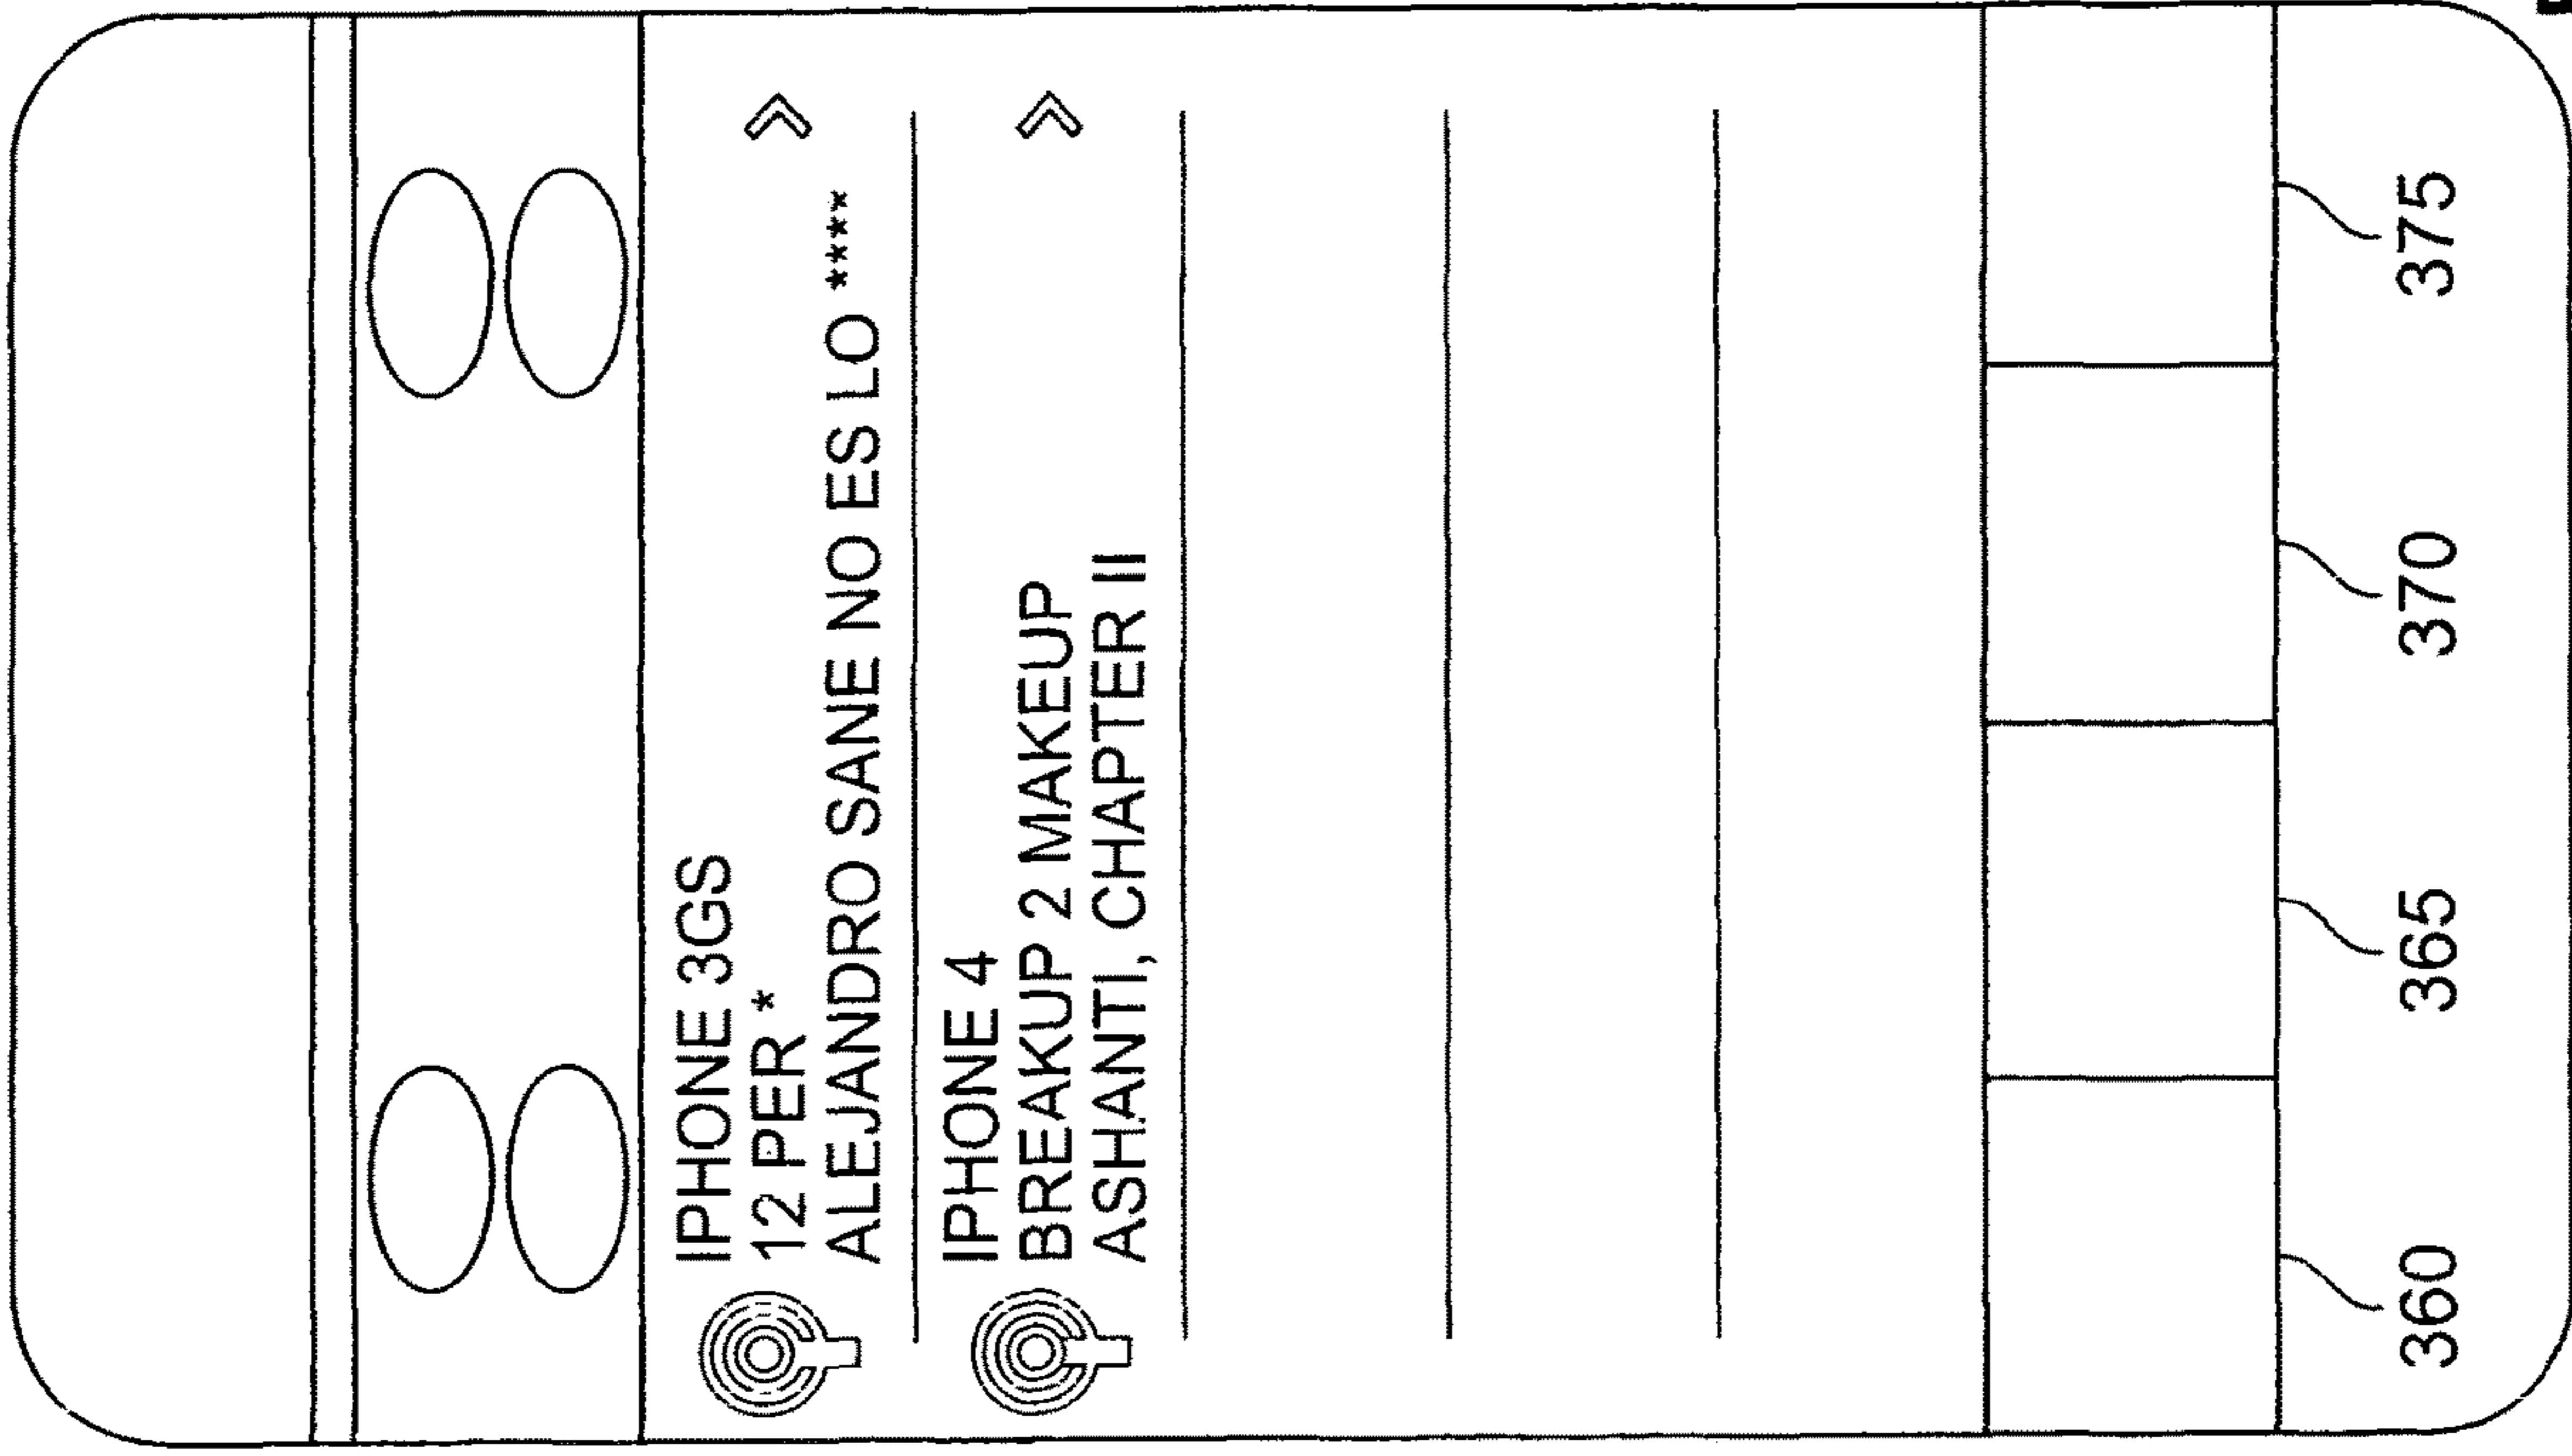 IPHONE 3GS
12 PER *
ALEJANDRO SANE NO ES LO ****
IPHONE 4
BREAKUP 2 MAKEUP
ASHANTI, CHAPTER II
360
365
370
375